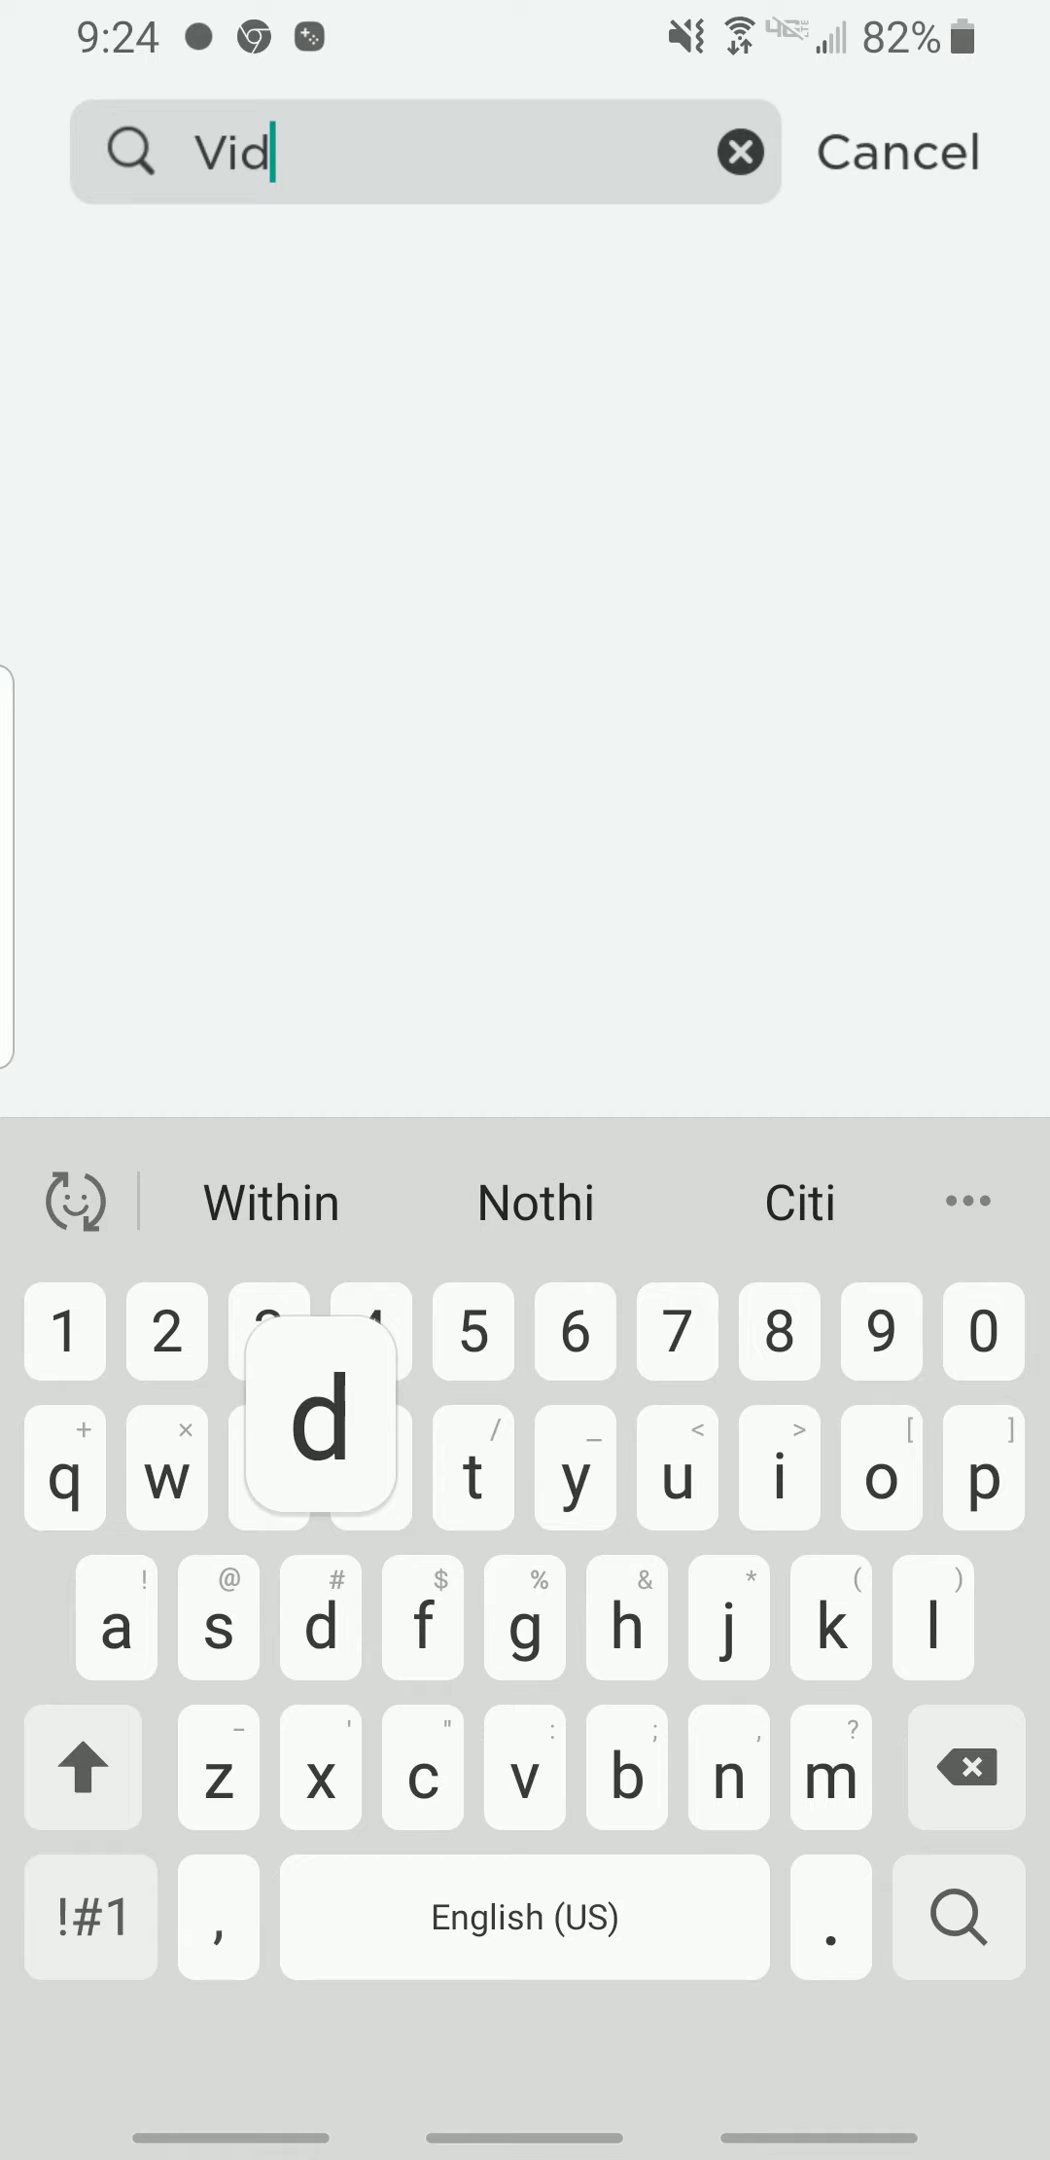 9:24 82%
Vid Cancel
Within Nothi Citi
1 2 5 6 7 8 9 0
d
+ × / _ < > [ ]
q w t y u i o p
! @ # $ % & * ( )
a s d f g h j k l
- ' " : ; , ?
z x c v b n m
!#1 , English (US) .